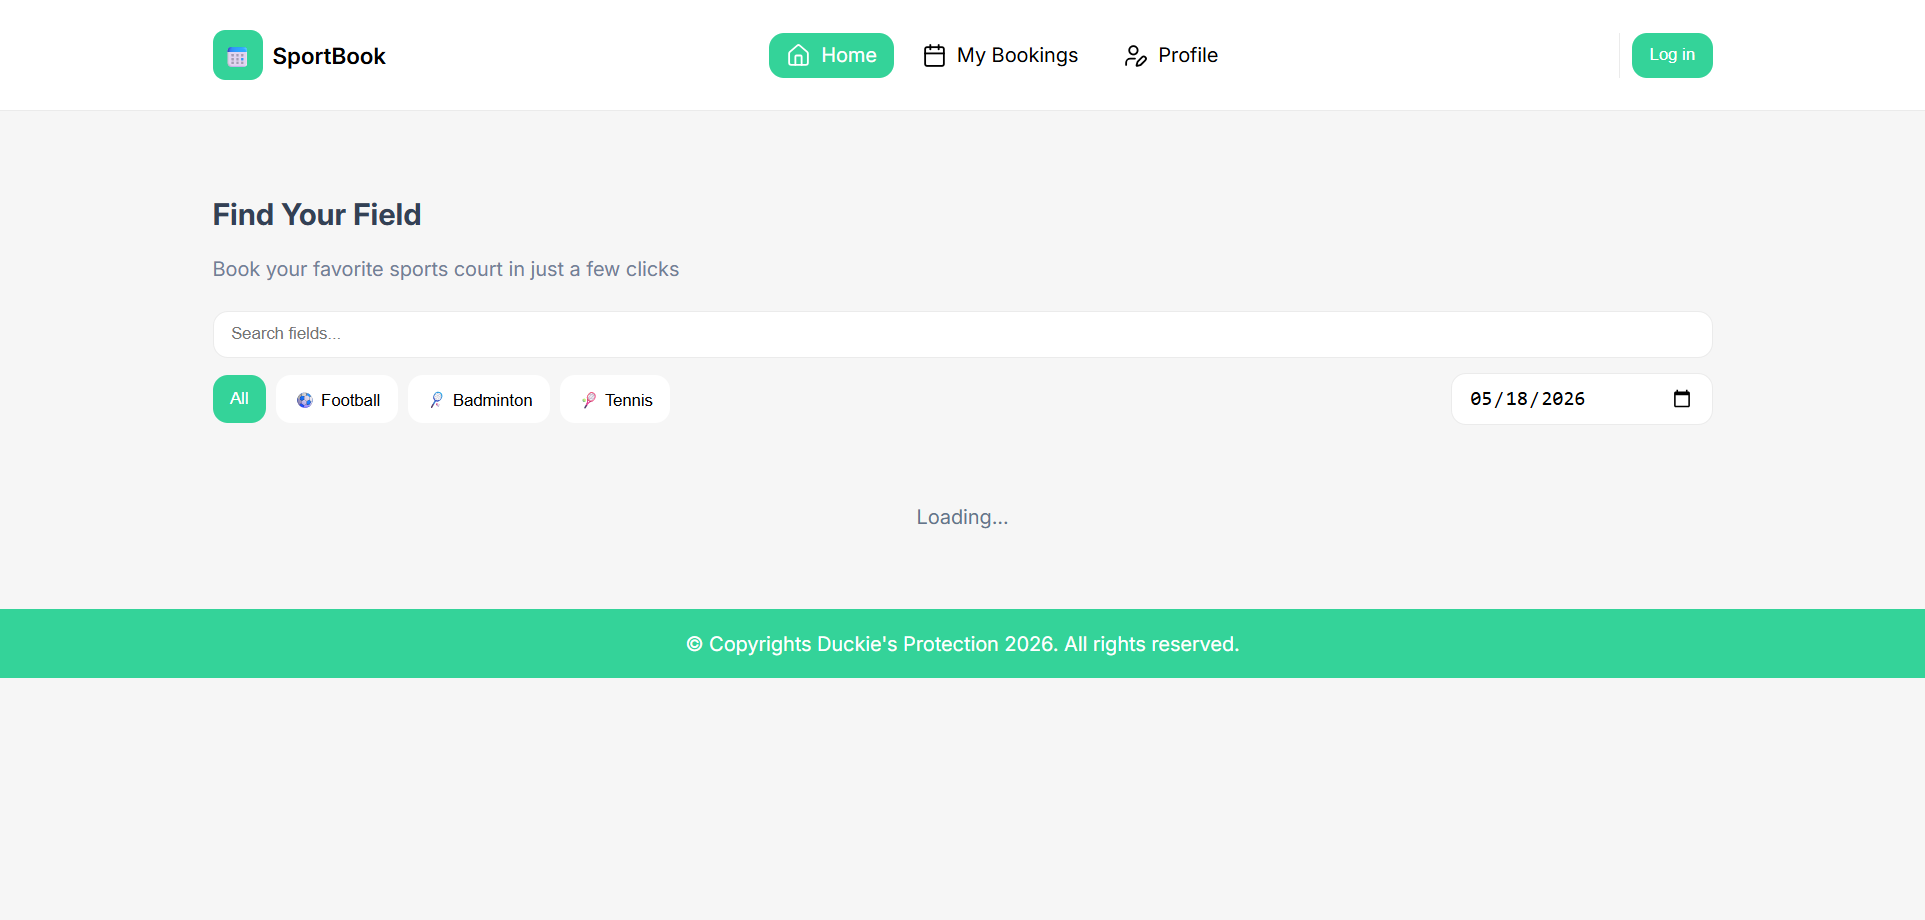 SportBook
Home
My Bookings
Profile
Log in
Find Your Field
Book your favorite sports court in just a few clicks
Search fields...
All
Football
Badminton
Tennis
05/18/2026
Loading...
© Copyrights Duckie's Protection 2026. All rights reserved.